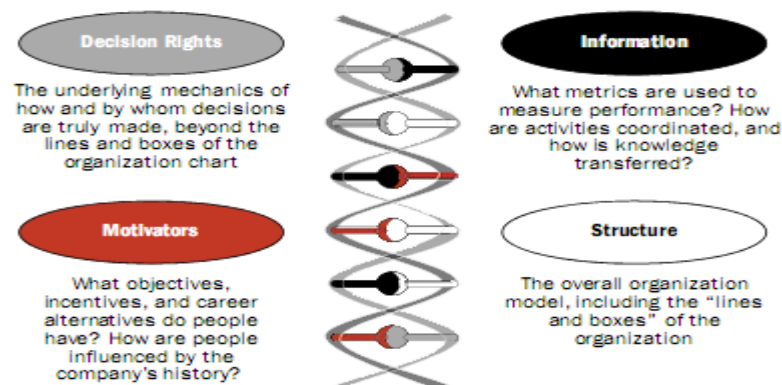 Decision Rights
The underlying mechanics of
how and by whom decisions
are truly made, beyond the
lines and boxes of the
organization chart
Information
What metrics are used to
measure performance? How
are activities coordinated, and
how is knowledge
transferred?
Motivators
What objectives,
incentives, and career
alternatives do people
have? How are people
influenced by the
company's history?
Structure
The overall organization
model, including the “lines
and boxes” of the
organization